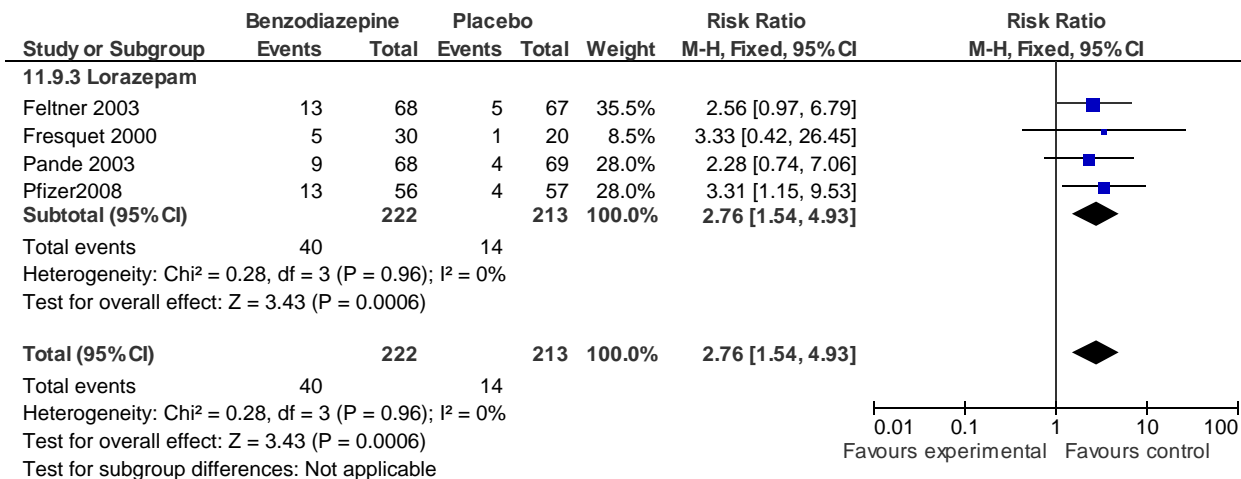 Benzodiazepine Placebo Risk Ratio Risk Ratio
Study or Subgroup Events Total Events Total Weight M-H, Fixed, 95% CI M-H, Fixed, 95% CI
11.9.3 Lorazepam
Feltner 2003 13 68 5 67 35.5% 2.56 [0.97, 6.79]
Fresquet 2000 5 30 1 20 8.5% 3.33 [0.42, 26.45]
Pande 2003 9 68 4 69 28.0% 2.28 [0.74, 7.06]
Pfizer2008 13 56 4 57 28.0% 3.31 [1.15, 9.53]
Subtotal (95% CI) 222 213 100.0% 2.76 [1.54, 4.93]
Total events 40 14
Heterogeneity: Chi² = 0.28, df = 3 (P = 0.96); I² = 0%
Test for overall effect: Z = 3.43 (P = 0.0006)
Total (95% CI) 222 213 100.0% 2.76 [1.54, 4.93]
Total events 40 14
Heterogeneity: Chi² = 0.28, df = 3 (P = 0.96); I² = 0%
Test for overall effect: Z = 3.43 (P = 0.0006)
Test for subgroup differences: Not applicable
0.01 0.1 1 10 100
Favours experimental Favours control